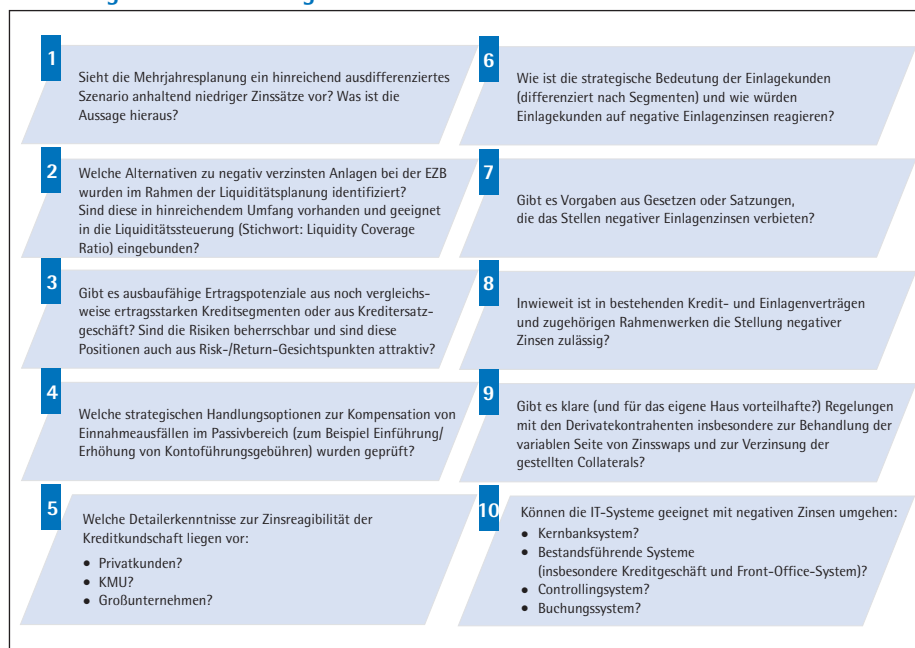 1
Sieht die Mehrjahresplanung ein hinreichend ausdifferenziertes
Szenario anhaltend niedriger Zinssätze vor? Was ist die
Aussage hieraus?
2
Welche Alternativen zu negativ verzinsten Anlagen bei der EZB
wurden im Rahmen der Liquiditätsplanung identifiziert?
Sind diese in hinreichendem Umfang vorhanden und geeignet
in die Liquiditätssteuerung (Stichwort: Liquidity Coverage
Ratio) eingebunden?
3
Gibt es ausbaufähige Ertragspotenziale aus noch vergleichs-
weise ertragsstarken Kreditsegmenten oder aus Kreditersatz-
geschäft? Sind die Risiken beherrschbar und sind diese
Positionen auch aus Risk-/Return-Gesichtspunkten attraktiv?
4
Welche strategischen Handlungsoptionen zur Kompensation von
Einnahmeausfällen im Passivbereich (zum Beispiel Einführung/
Erhöhung von Kontoführungsgebühren) wurden geprüft?
5
Welche Detailerkenntnisse zur Zinsreagibilität der
Kreditkundschaft liegen vor:
• Privatkunden?
• KMU?
• Großunternehmen?
6
Wie ist die strategische Bedeutung der Einlagekunden
(differenziert nach Segmenten) und wie würden
Einlagekunden auf negative Einlagenzinsen reagieren?
7
Gibt es Vorgaben aus Gesetzen oder Satzungen,
die das Stellen negativer Einlagenzinsen verbieten?
8
Inwieweit ist in bestehenden Kredit- und Einlagenverträgen
und zugehörigen Rahmenwerken die Stellung negativer
Zinsen zulässig?
9
Gibt es klare (und für das eigene Haus vorteilhafte?) Regelungen
mit den Derivatekontrahenten insbesondere zur Behandlung der
variablen Seite von Zinsswaps und zur Verzinsung der
gestellten Collaterals?
10
Können die IT-Systeme geeignet mit negativen Zinsen umgehen:
• Kernbanksystem?
• Bestandsführende Systeme
(insbesondere Kreditgeschäft und Front-Office-System)?
• Controllingsystem?
• Buchungssystem?